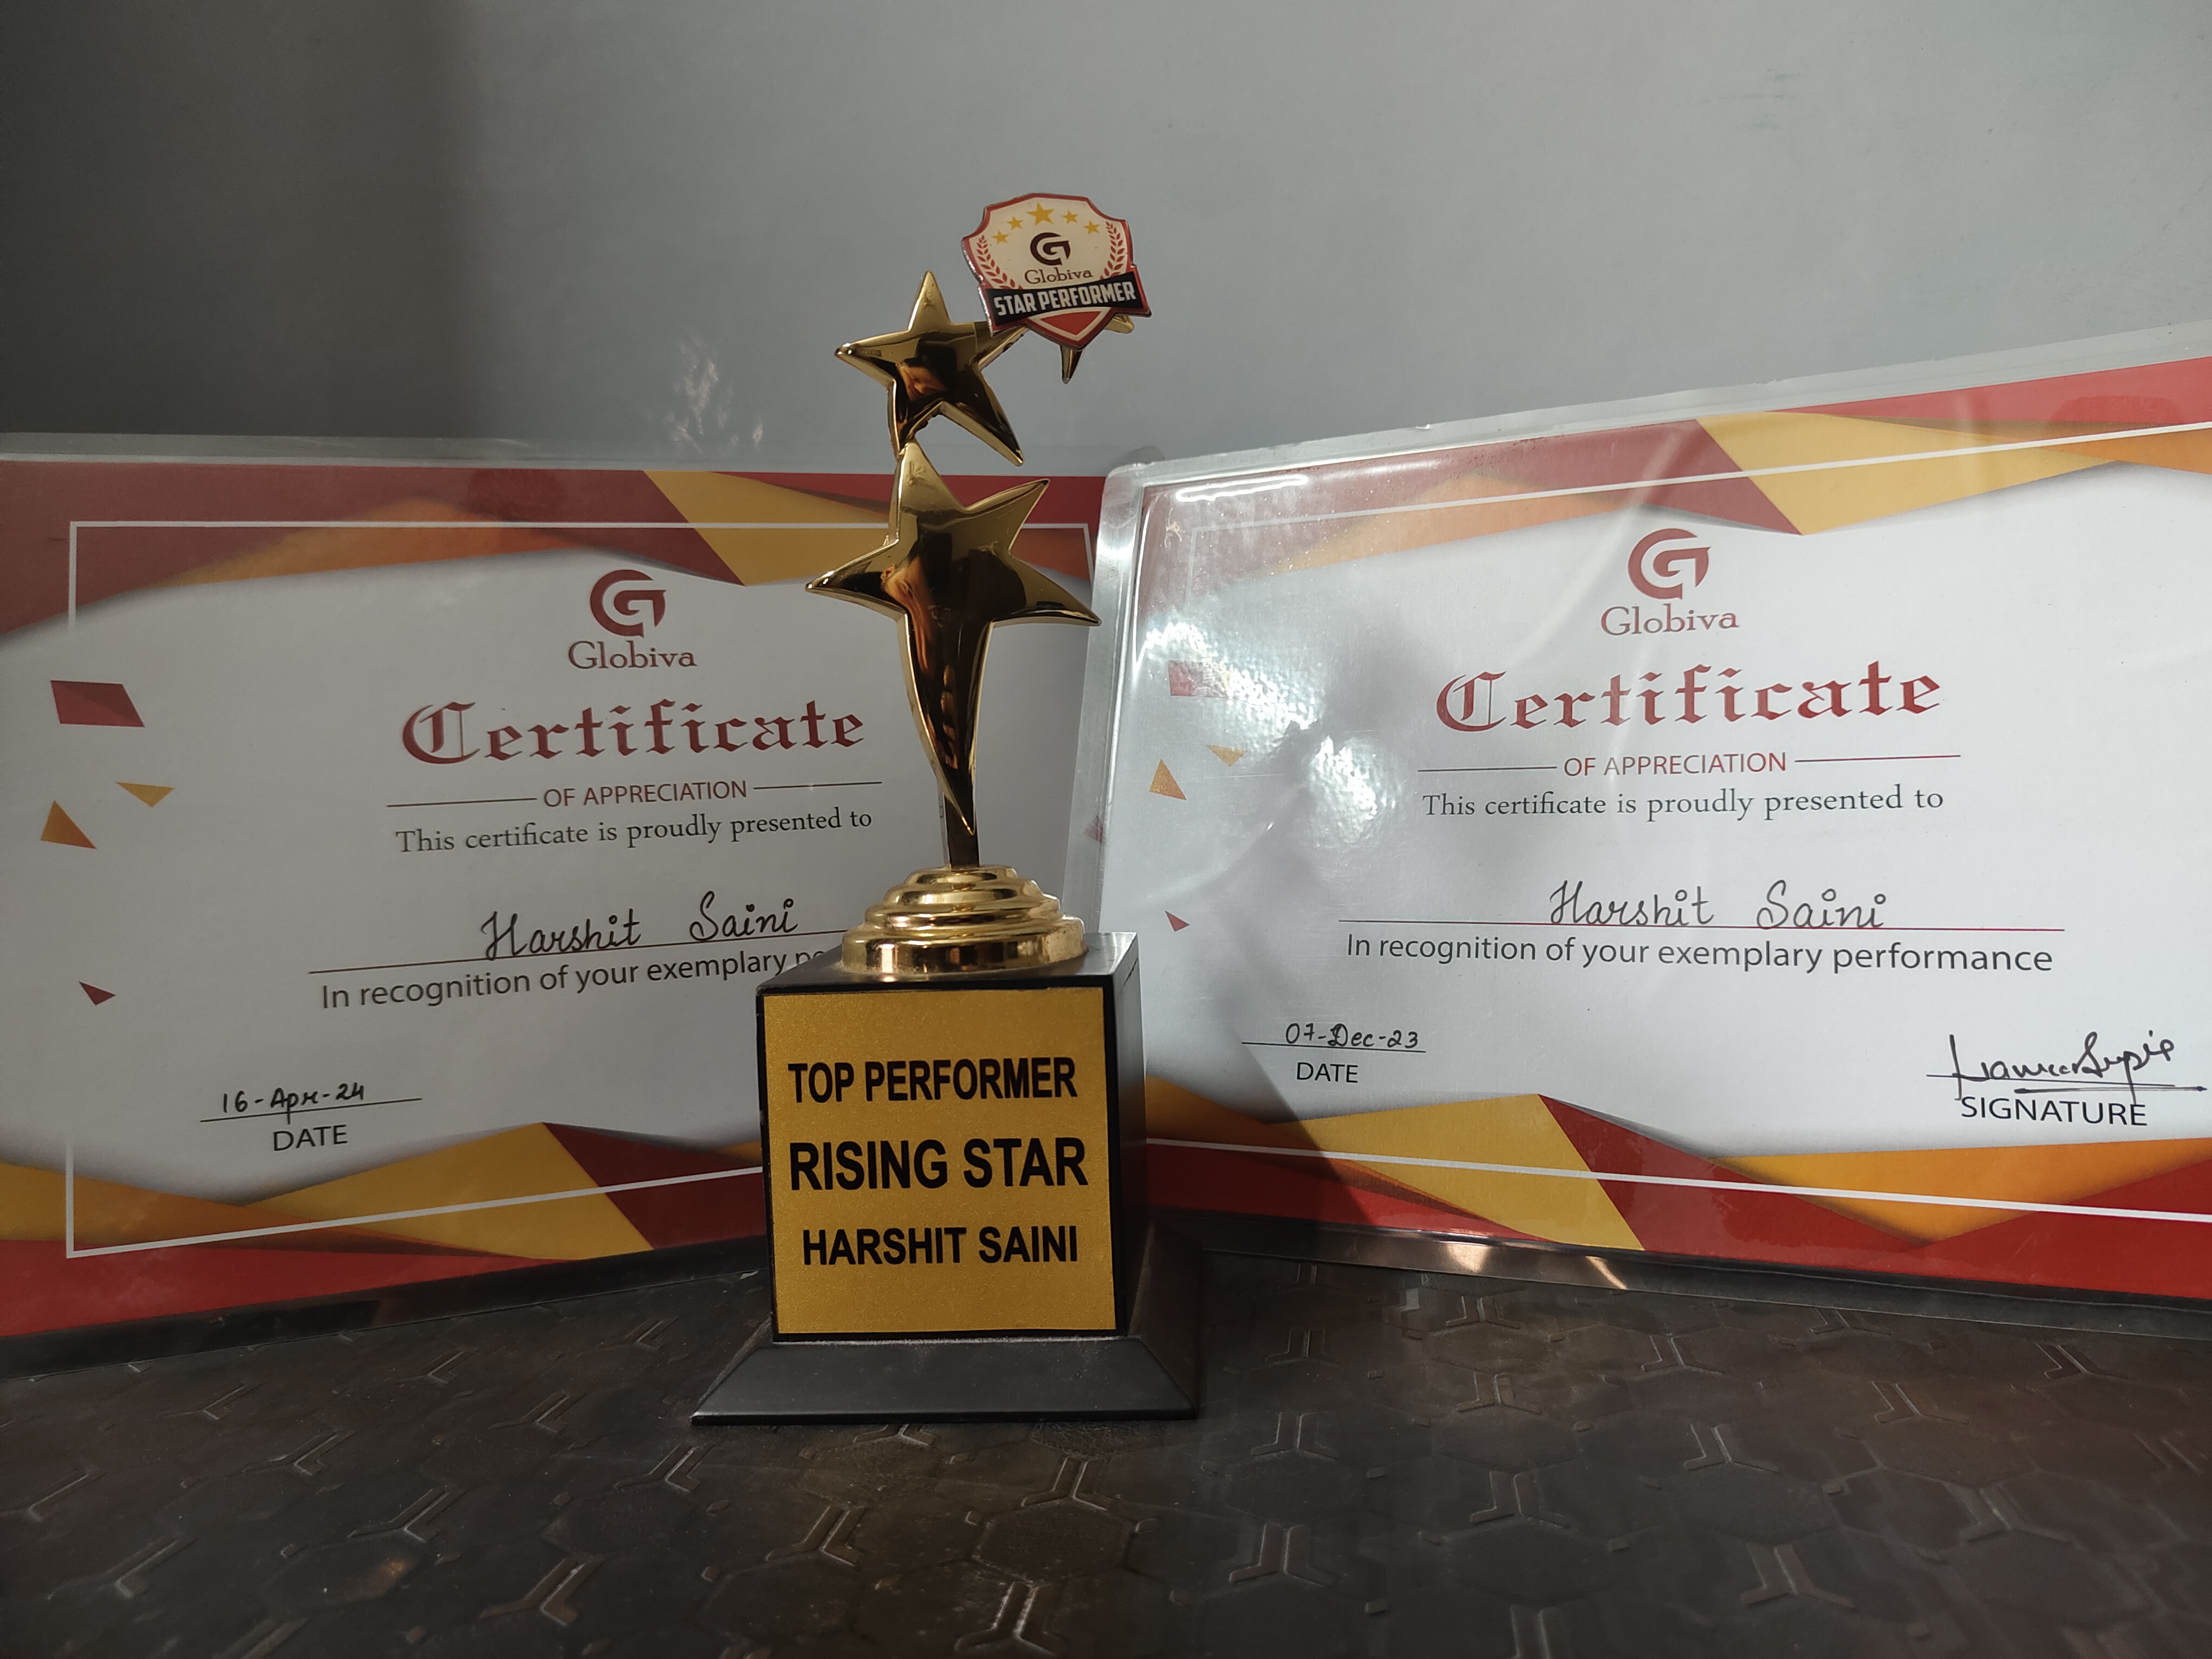 Globiva
STAR PERFORMER
Globiva
Certificate
OF APPRECIATION
This certificate is proudly presented to
Harshit Saini
In recognition of your exemplary
16-Apr-24
DATE
TOP PERFORMER
RISING STAR
HARSHIT SAINI
Globiva
Certificate
OF APPRECIATION
This certificate is proudly presented to
Harshit Saini
In recognition of your exemplary performance
07-Dec-23
DATE
SIGNATURE